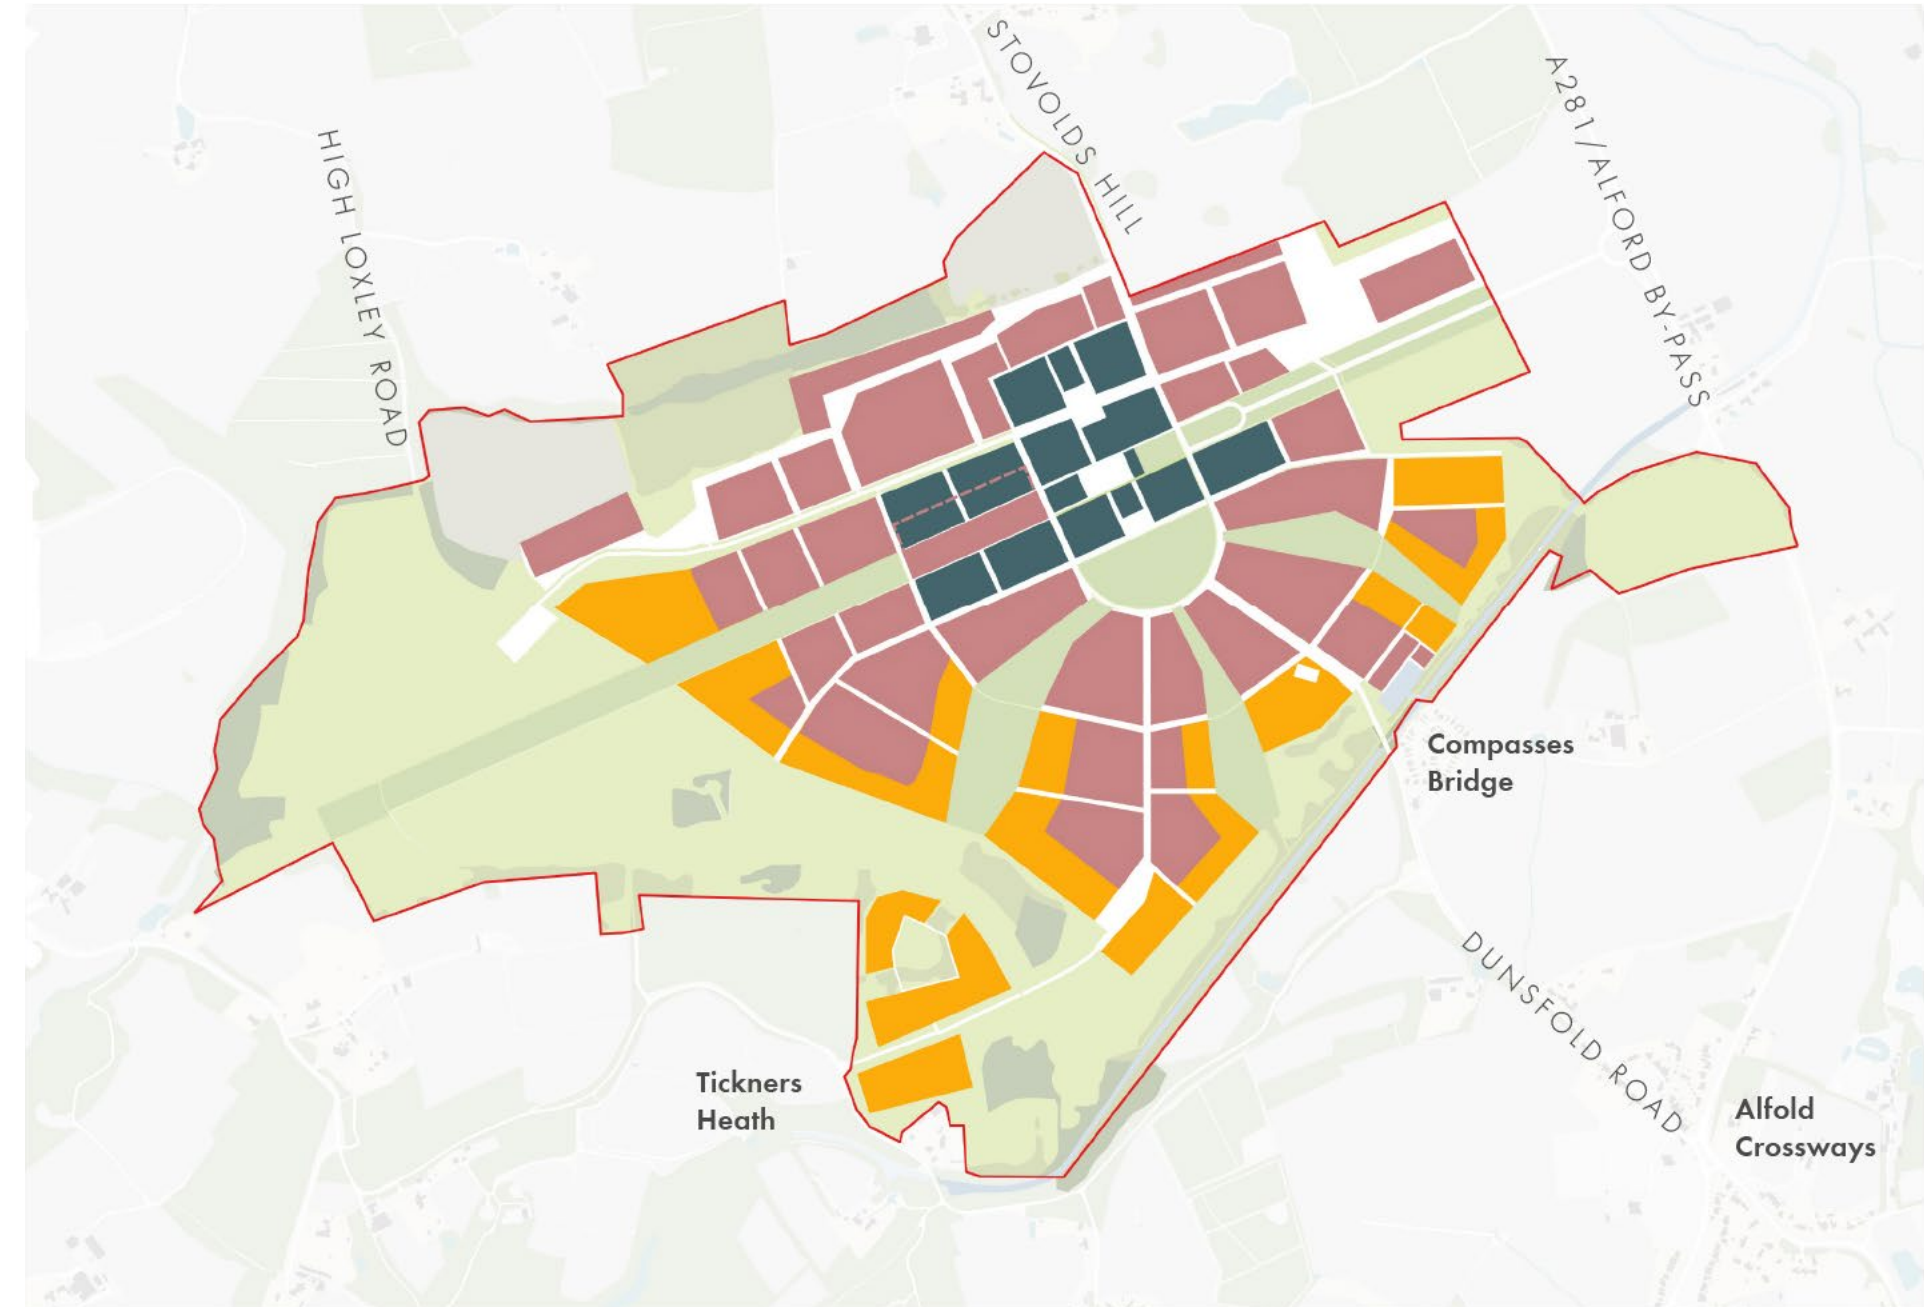 STOVOLDS HILL
A281/ALFORD BY-PASS
HIGH LOXLEY ROAD
Compasses
Bridge
DUNSFOLD ROAD
Tickners
Heath
Alfold
Crossways